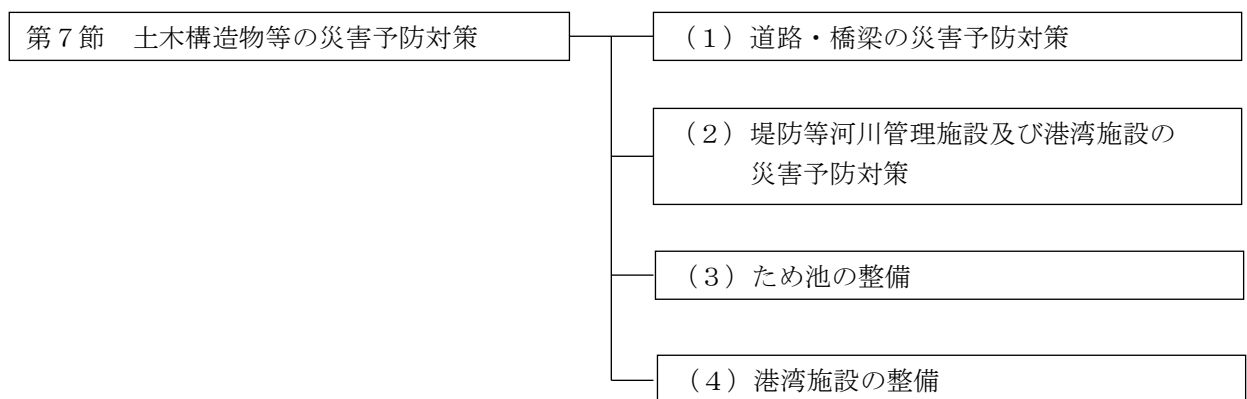 第７節　土木構造物等の災害予防対策
（１）道路・橋梁の災害予防対策
（２）堤防等河川管理施設及び港湾施設の
災害予防対策
（３）ため池の整備
（４）港湾施設の整備